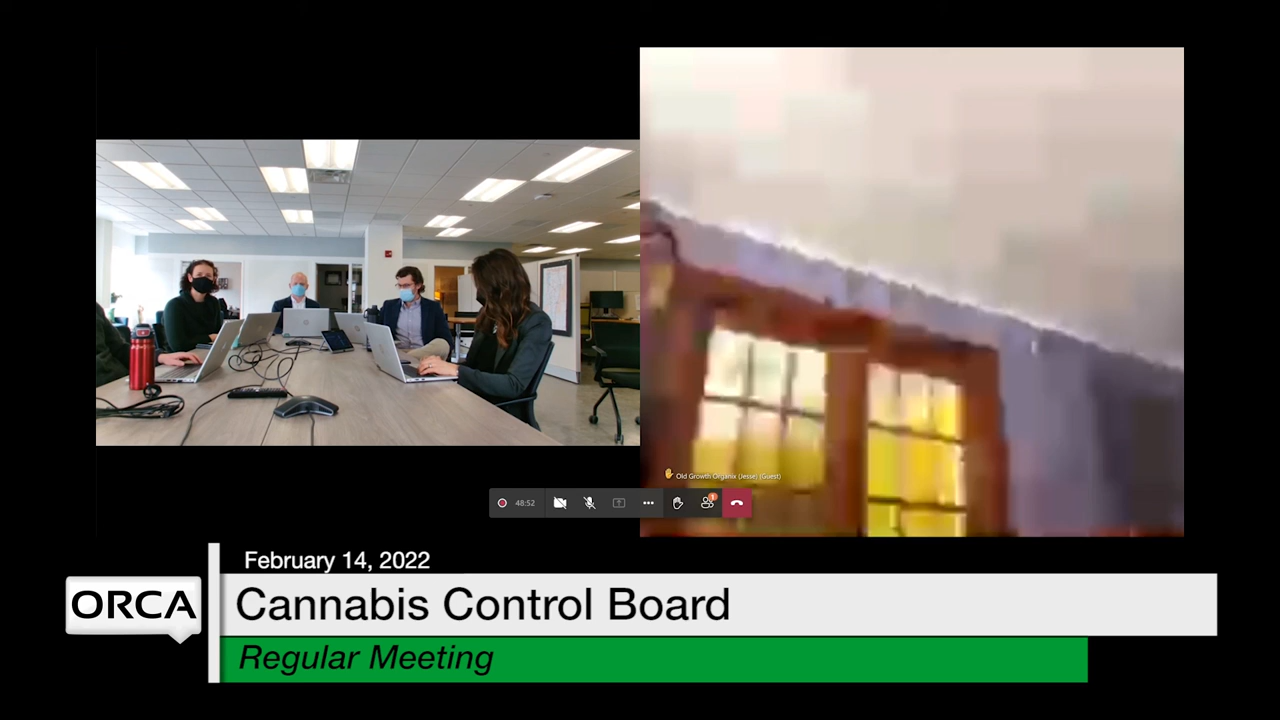 Old Growth Organix (Jesse) (Guest)
48:52
February 14, 2022
ORCA
Cannabis Control Board
Regular Meeting